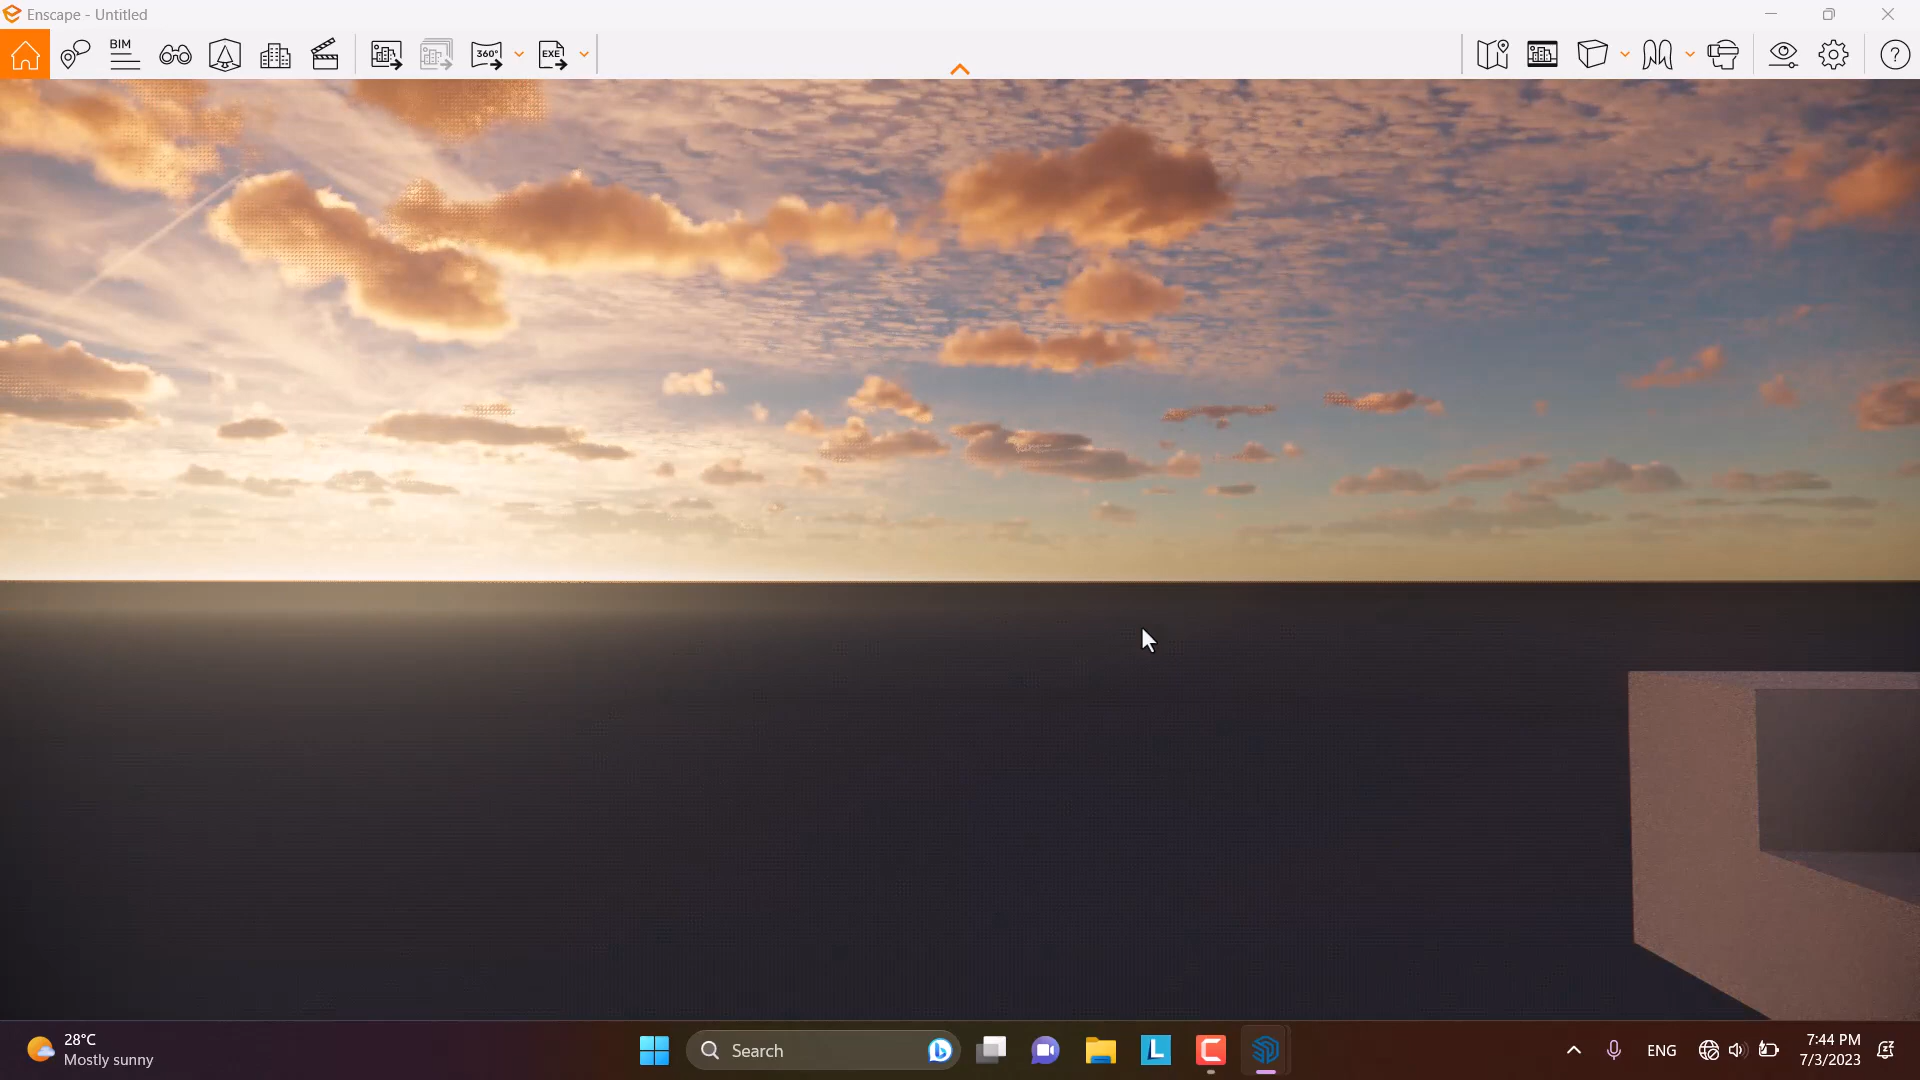 Enscape - Untitled
BIM
360°
EXE
28°C
Mostly sunny
Search
ENG
7:44 PM
7/3/2023